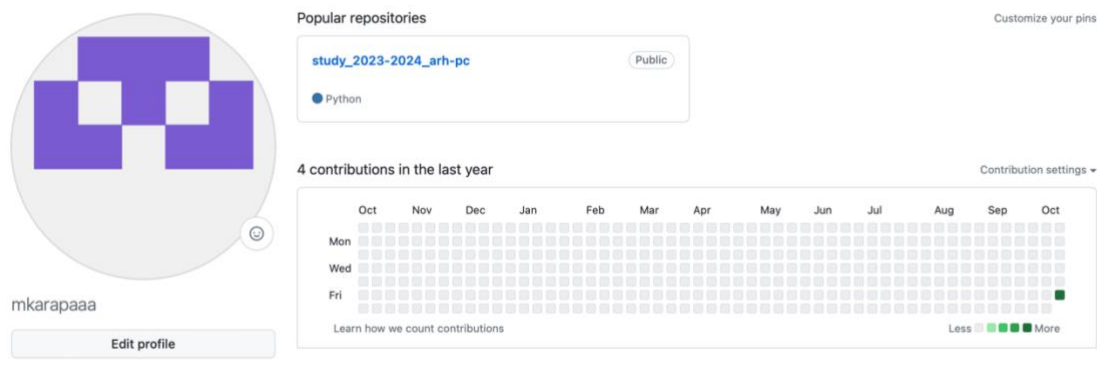 Popular repositories
Customize your pins
study_2023-2024_arh-pc
Public
Python
4 contributions in the last year
Contribution settings
Oct Nov Dec Jan Feb Mar Apr May Jun Jul Aug Sep Oct
Mon
Wed
Fri
Learn how we count contributions
Less More
mkarapaaa
Edit profile